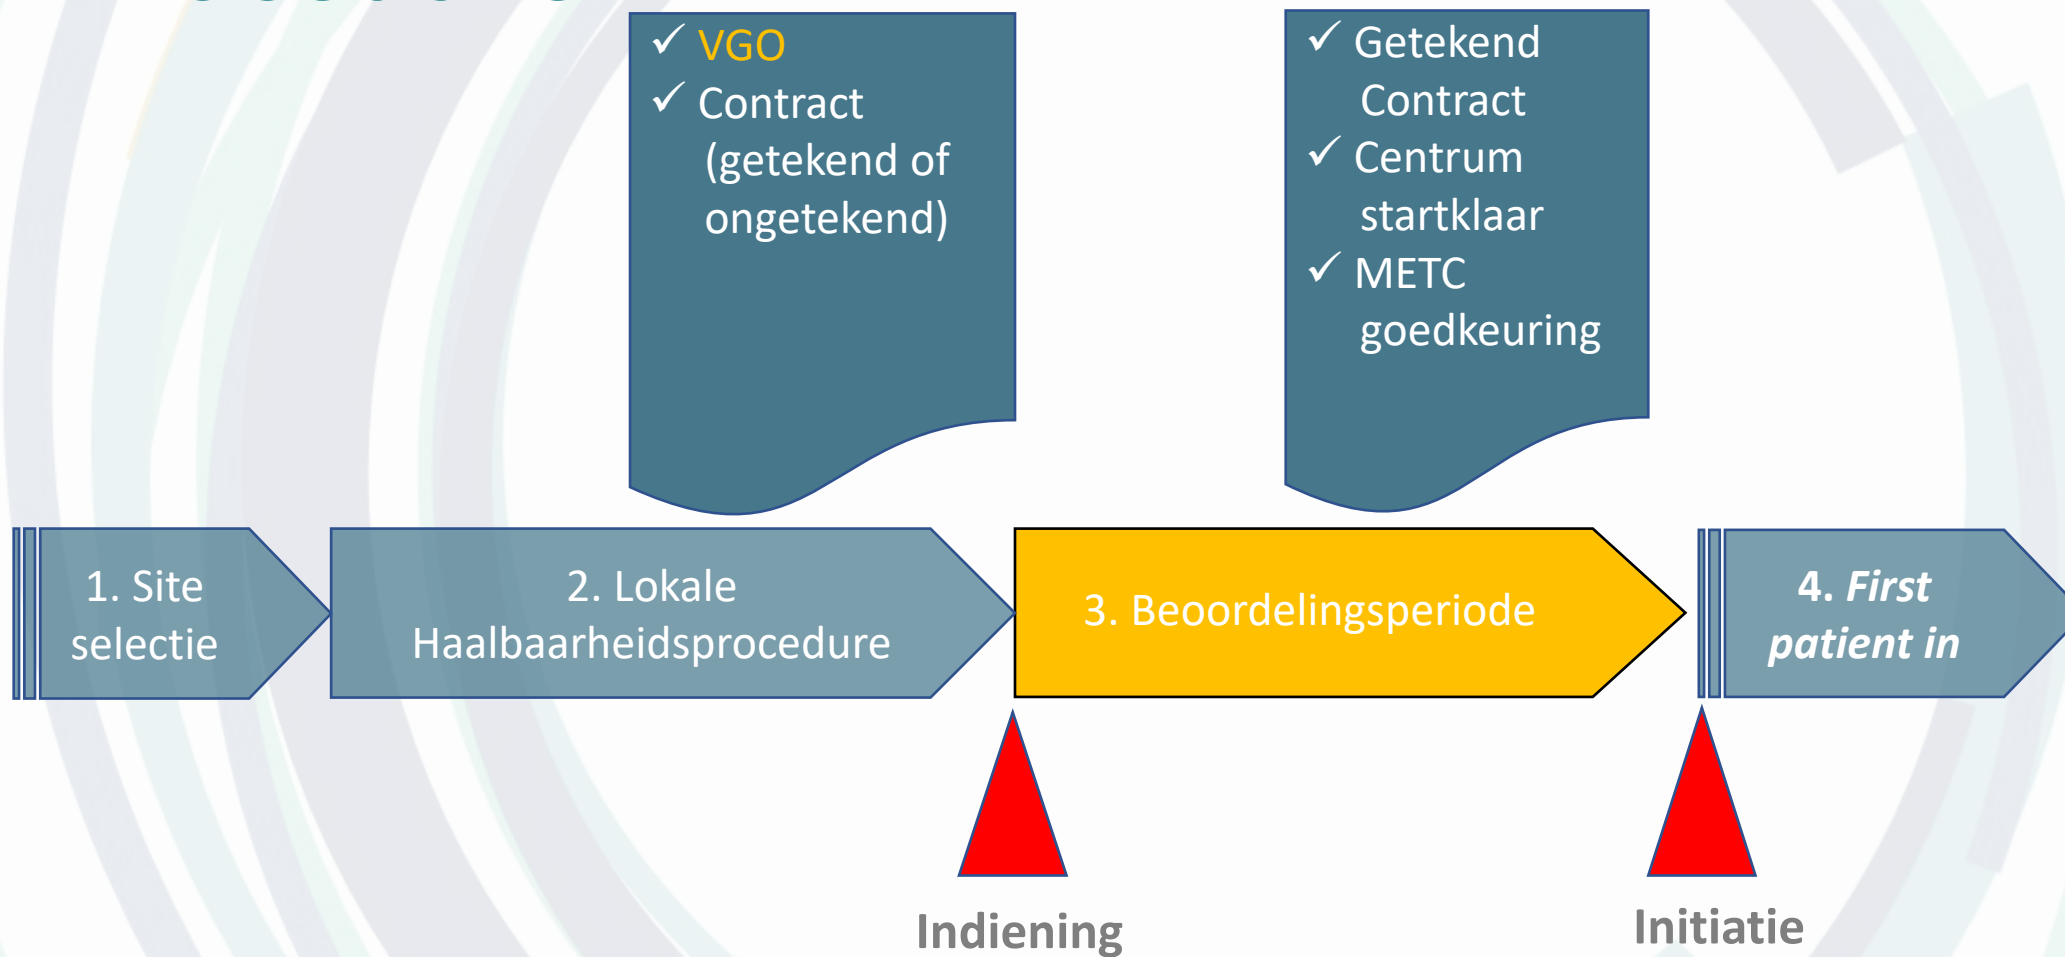 ✓ VGO
✓ Contract
(getekend of
ongetekend)
✓ Getekend
Contract
✓ Centrum
startklaar
✓ METC
goedkeuring
1. Site
selectie
2. Lokale
Haalbaarheidsprocedure
3. Beoordelingsperiode
4. First
patient in
Indiening
Initiatie